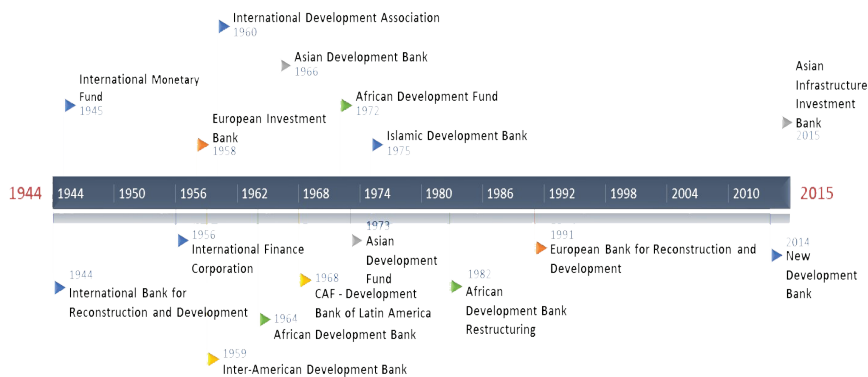 International Development Association
1960
Asian Development Bank
1966
International Monetary
Fund
1945
African Development Fund
1972
European Investment
Bank
1958
Islamic Development Bank
1975
Asian
Infrastructure
Investment
Bank
2015
1944
1944 1950 1956 1962 1968 1974 1980 1986 1992 1998 2004 2010
2015
1956
International Finance
Corporation
1973
Asian
Development
Fund
1991
European Bank for Reconstruction and
Development
2014
New
Development
Bank
1944
International Bank for
Reconstruction and Development
1968
CAF - Development
Bank of Latin America
1982
African
Development Bank
Restructuring
1964
African Development Bank
1959
Inter-American Development Bank